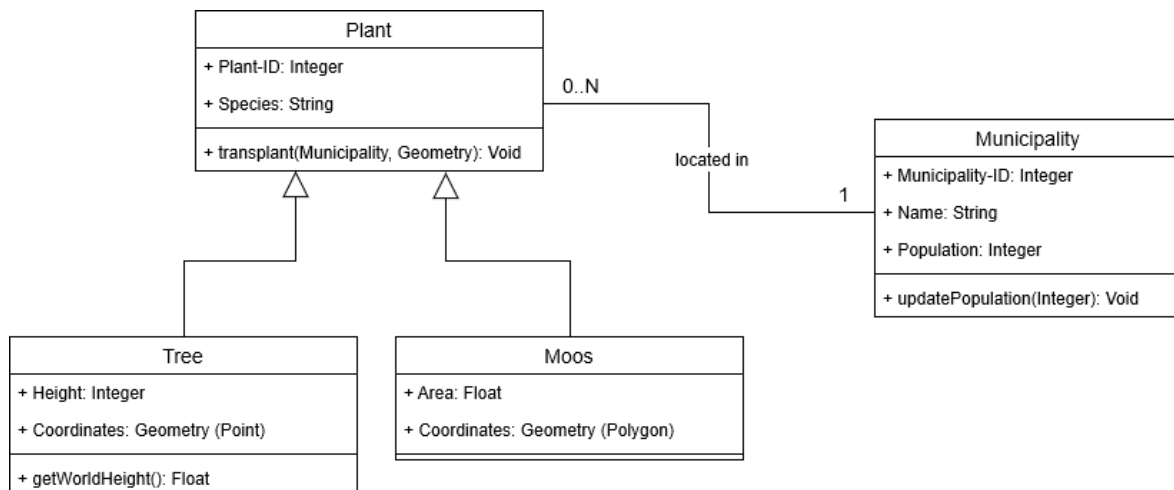 Plant
+ Plant-ID: Integer
+ Species: String
+ transplant(Municipality, Geometry): Void
0..N
located in
1
Municipality
+ Municipality-ID: Integer
+ Name: String
+ Population: Integer
+ updatePopulation(Integer): Void
Tree
+ Height: Integer
+ Coordinates: Geometry (Point)
+ getWorldHeight(): Float
Moos
+ Area: Float
+ Coordinates: Geometry (Polygon)